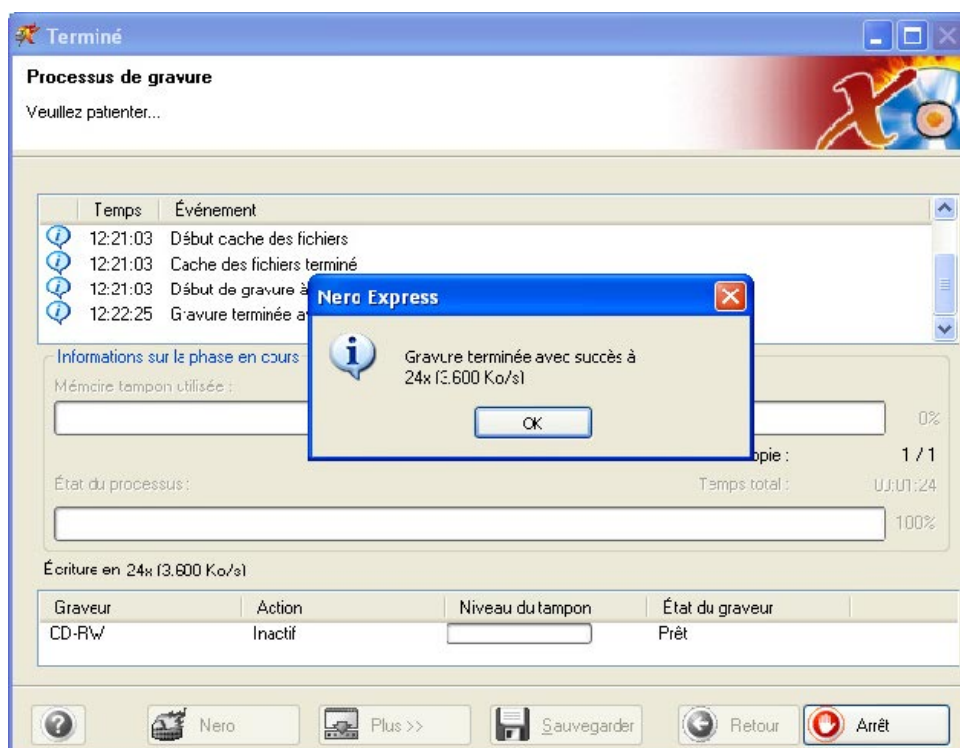 Terminé
Processus de gravure
Veuillez patienter...
Temps Événement
12:21:03 Début cache des fichiers
12:21:03 Cache des fichiers terminé
12:21:03 Début de gravure à
12:22:25 Gravure terminée a
Nero Express
Gravure terminée avec succès à
24x (3.600 Ko/s)
OK
Informations sur la phase en cours
Mémoire tampon utilisée :
0%
opie : 1 / 1
État du processus : Temps total : 00:01:24
100%
Écriture en 24x (3.600 Ko/s)
Graveur Action Niveau du tampon État du graveur
CD-RW Inactif Prêt
Nero Plus >> Sauvegarder Retour Arrêt